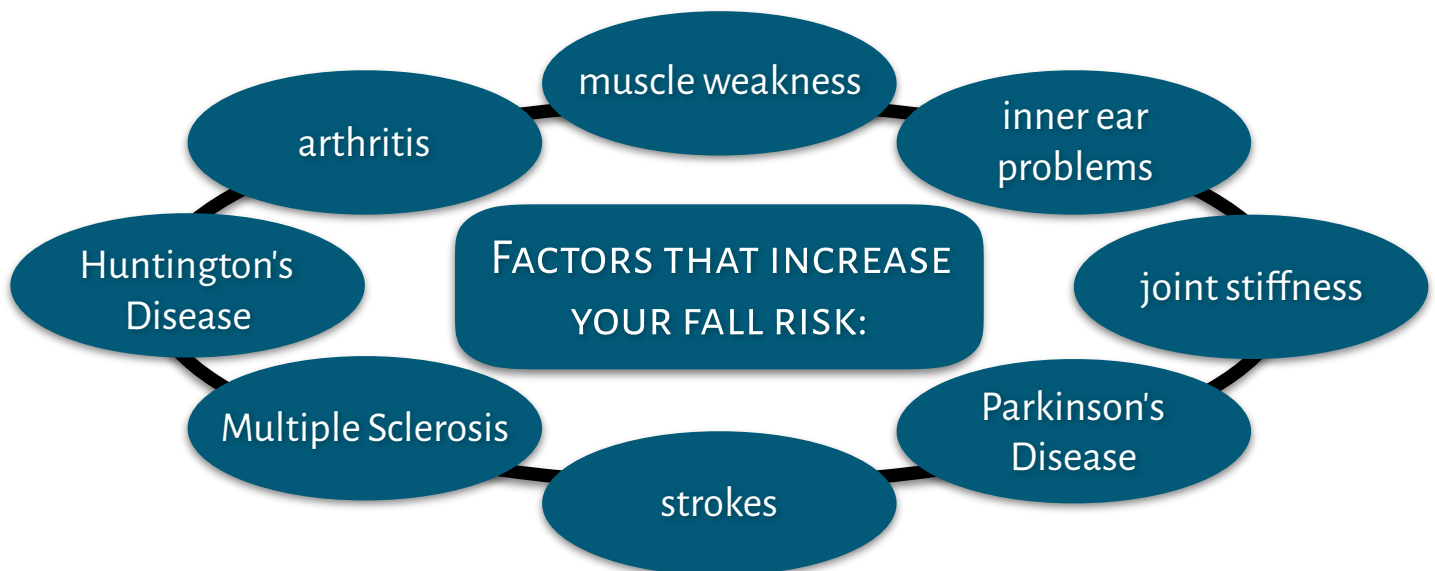 Factors that increase
your fall risk:
muscle weakness
inner ear
problems
joint stiffness
Parkinson's
Disease
strokes
Multiple Sclerosis
Huntington's
Disease
arthritis